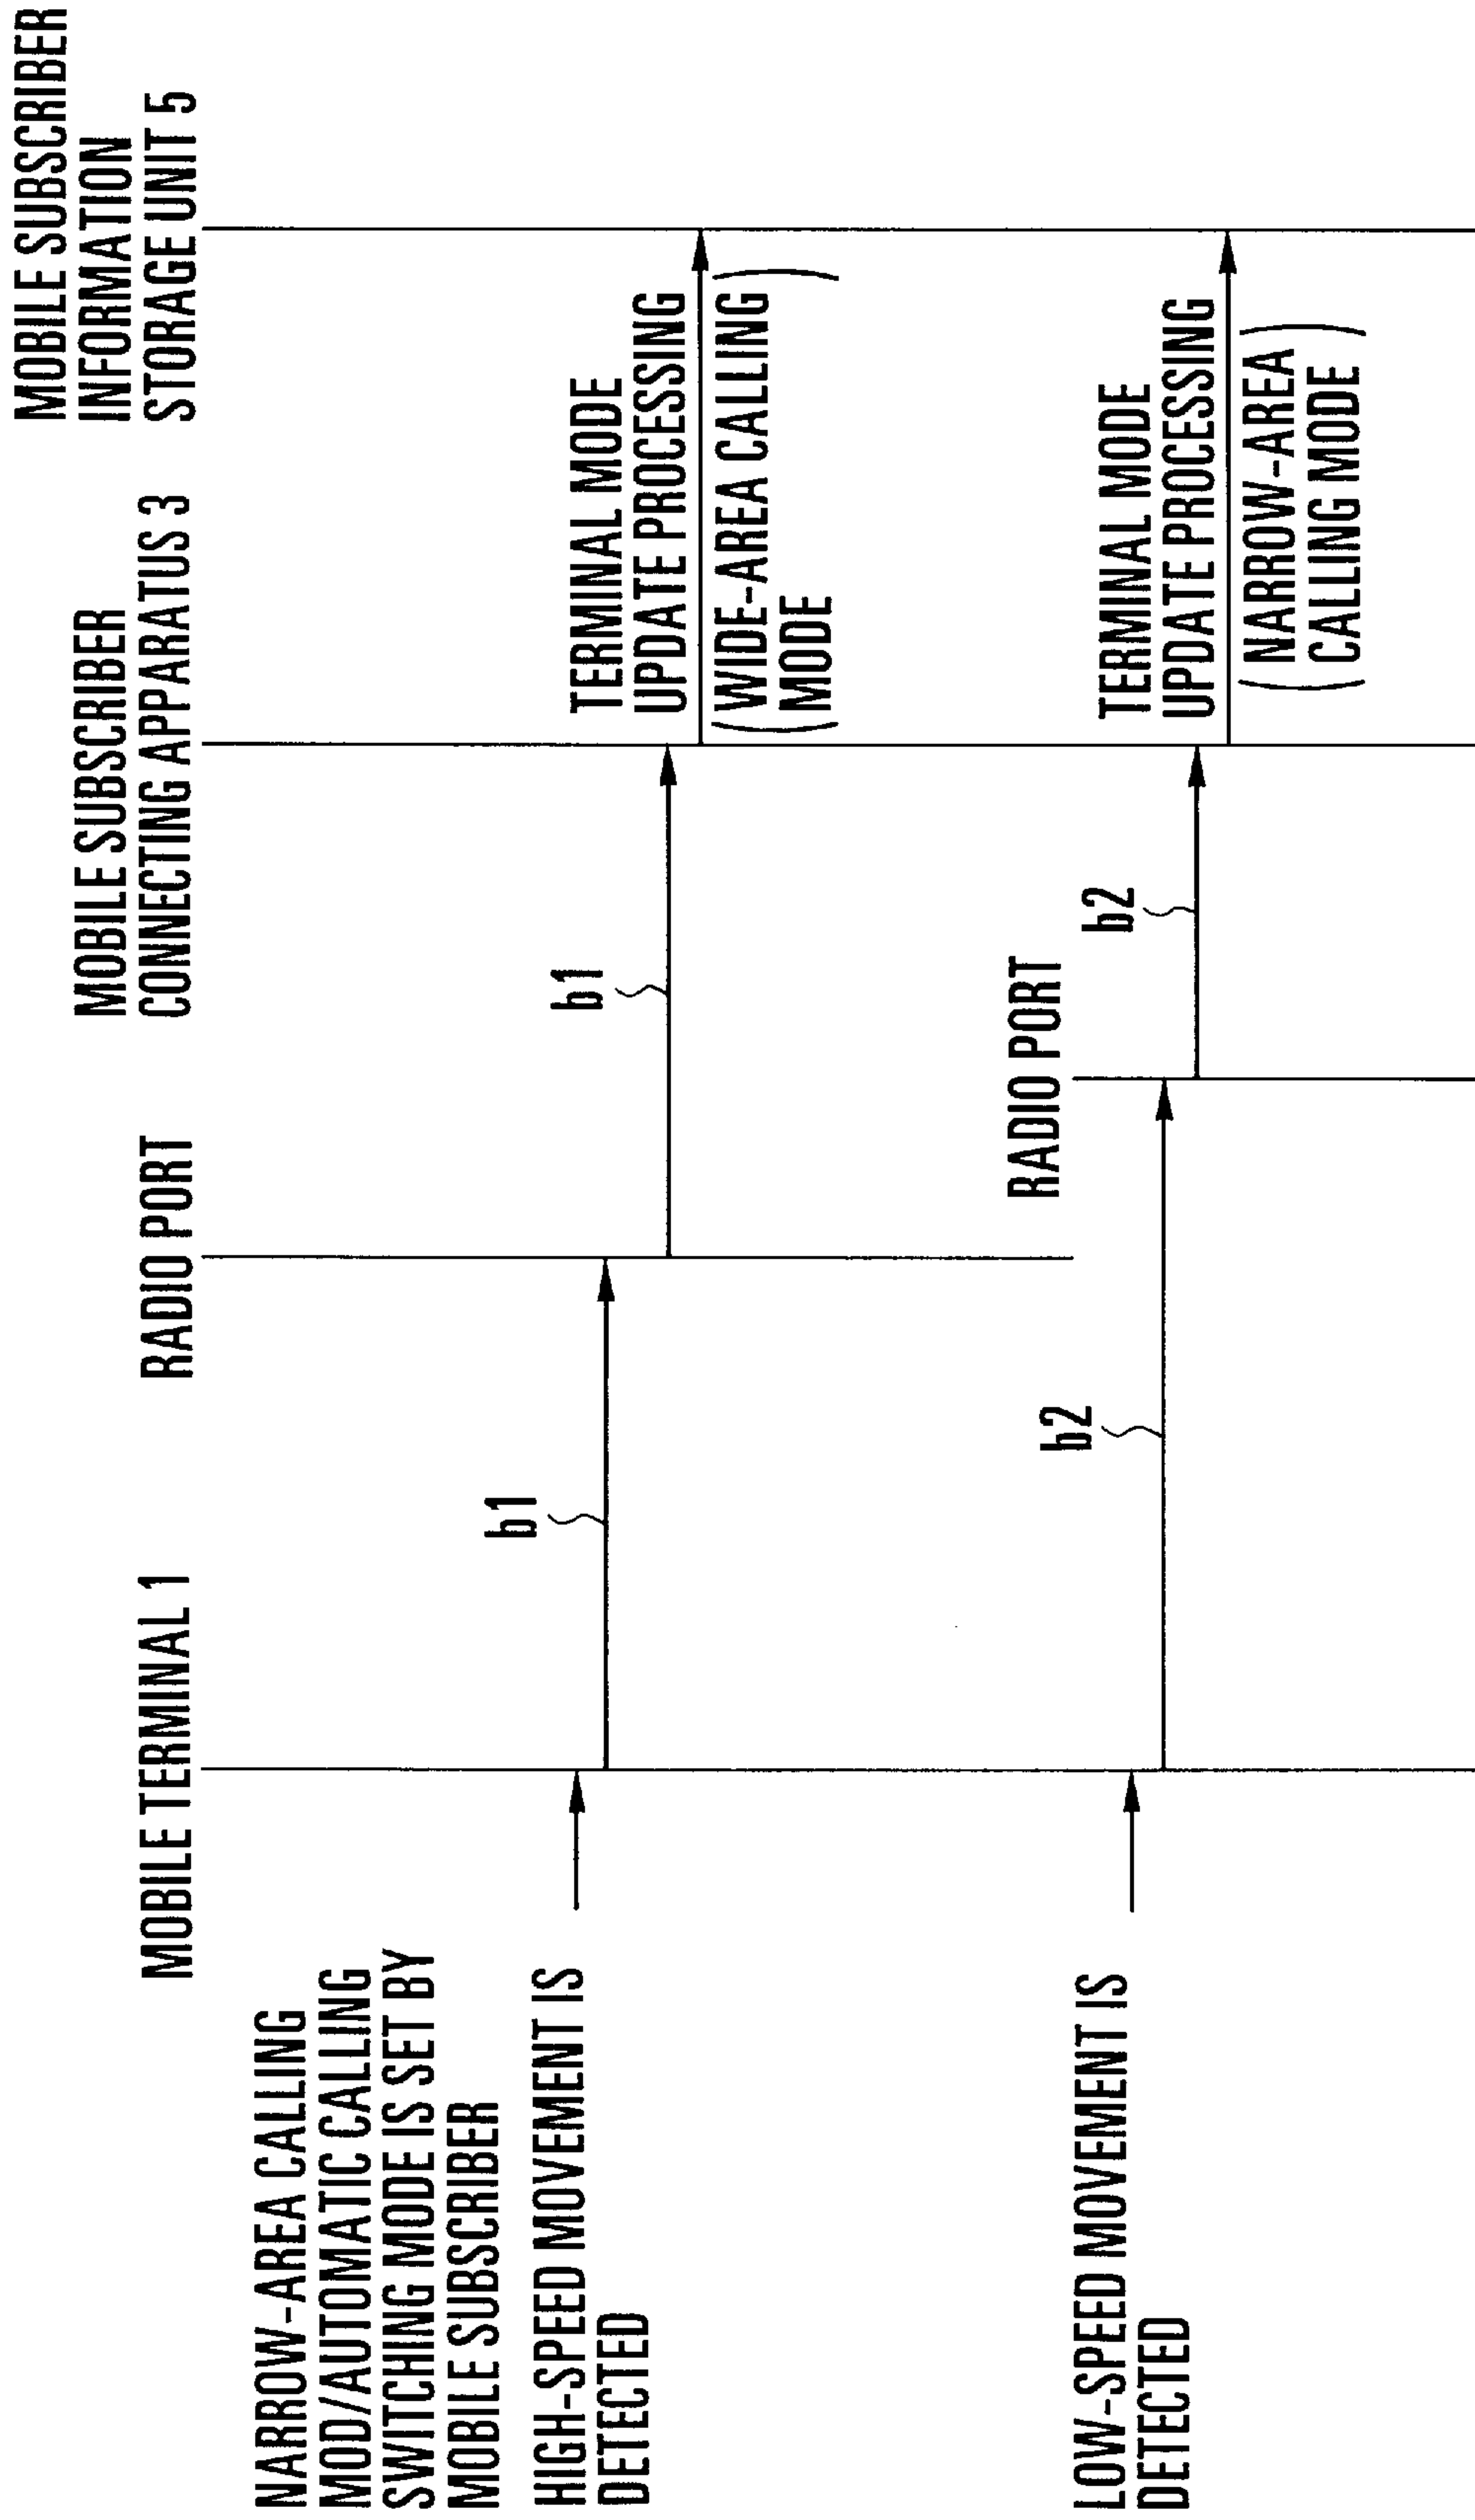 MOBILE TERMINAL 1
RADIO PORT
MOBILE SUBSCRIBER
CONNECTING APPARATUS 3
MOBILE SUBSCRIBER
INFORMATION
STORAGE UNIT 5
NARROW-AREA CALLING
MOD/AUTOMATIC CALLING
SWITCHING MODE IS SET BY
MOBILE SUBSCRIBER
HIGH-SPEED MOVEMENT IS
DETECTED
b1
b1
TERMINAL MODE
UPDATE PROCESSING
(WIDE-AREA CALLING
MODE)
RADIO PORT
LOW-SPEED MOVEMENT IS
DETECTED
b2
b2
TERMINAL MODE
UPDATE PROCESSING
(NARROW-AREA
CALLING MODE)